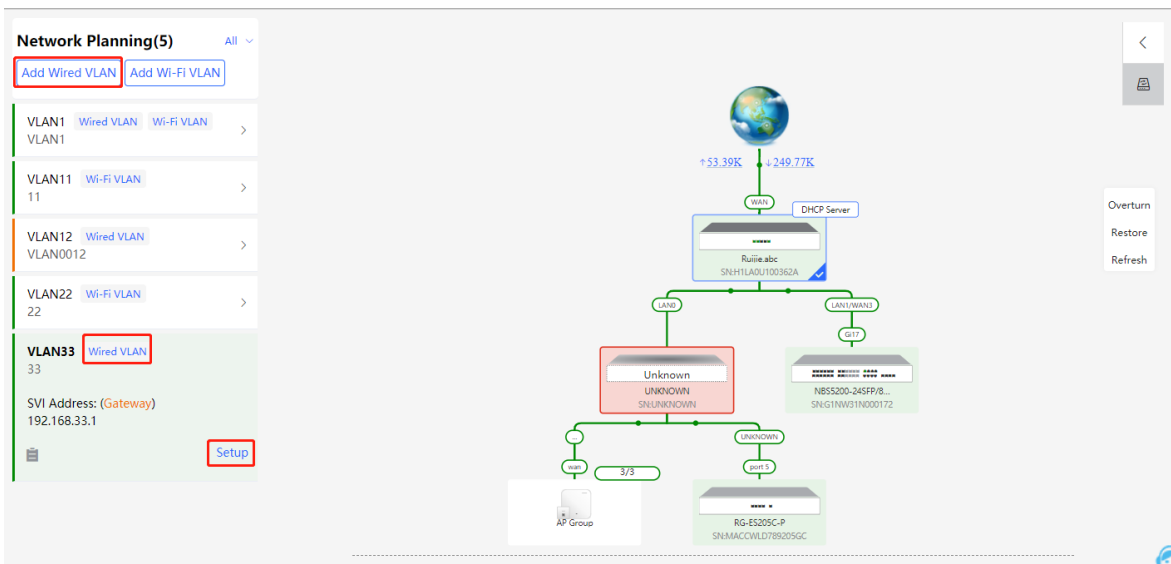 Network Planning(5)
All
Add Wired VLAN
Add Wi-Fi VLAN
VLAN1 Wired VLAN Wi-Fi VLAN
VLAN1
VLAN11 Wi-Fi VLAN
11
VLAN12 Wired VLAN
VLAN0012
VLAN22 Wi-Fi VLAN
22
VLAN33 Wired VLAN
33
SVI Address: (Gateway)
192.168.33.1
Setup
↑53.39K ↓249.77K
WAN
DHCP Server
Ruijie.abc
SN:H1LA0U100362A
LAN0
LAN1/WAN3
Gi17
Unknown
UNKNOWN
SN:UNKNOWN
NBS5200-24SFP/8...
SN:G1NW31N000172
...
UNKNOWN
wan
3/3
port 5
AP Group
RG-ES205C-P
SN:MACCWLD789205GC
Overturn
Restore
Refresh